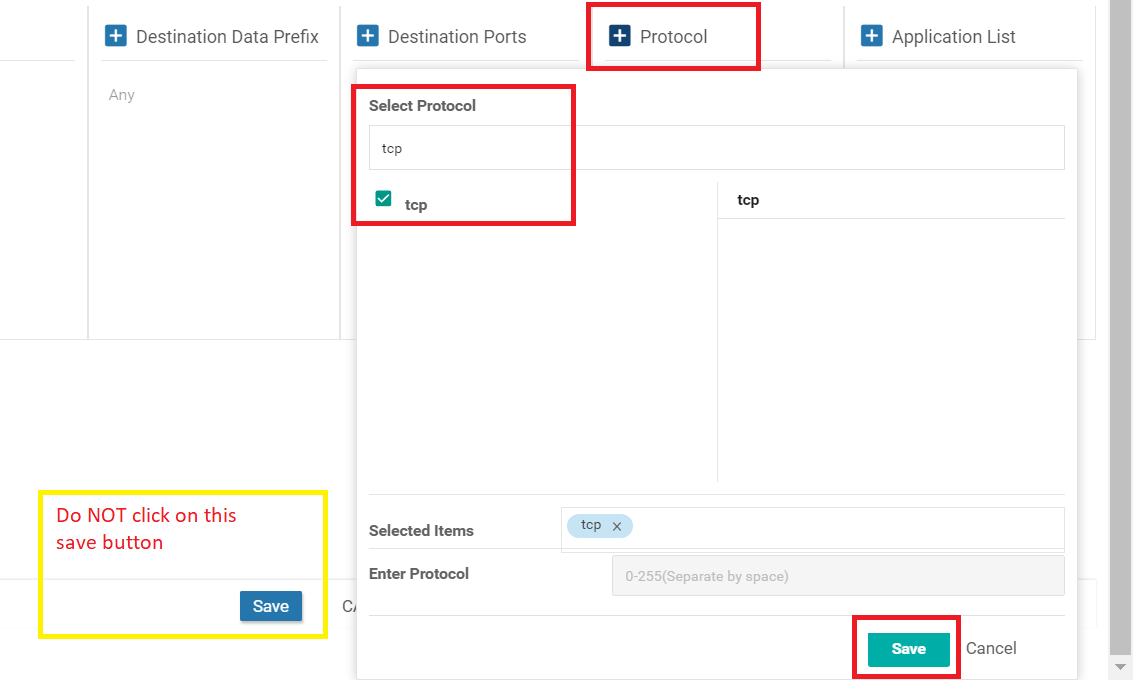 Destination Data Prefix
Destination Ports
Protocol
Application List
Any
Select Protocol
tcp
tcp
tcp
Do NOT click on this
save button
Selected Items
tcp ×
Enter Protocol
0-255(Separate by space)
Save
CA
Save
Cancel